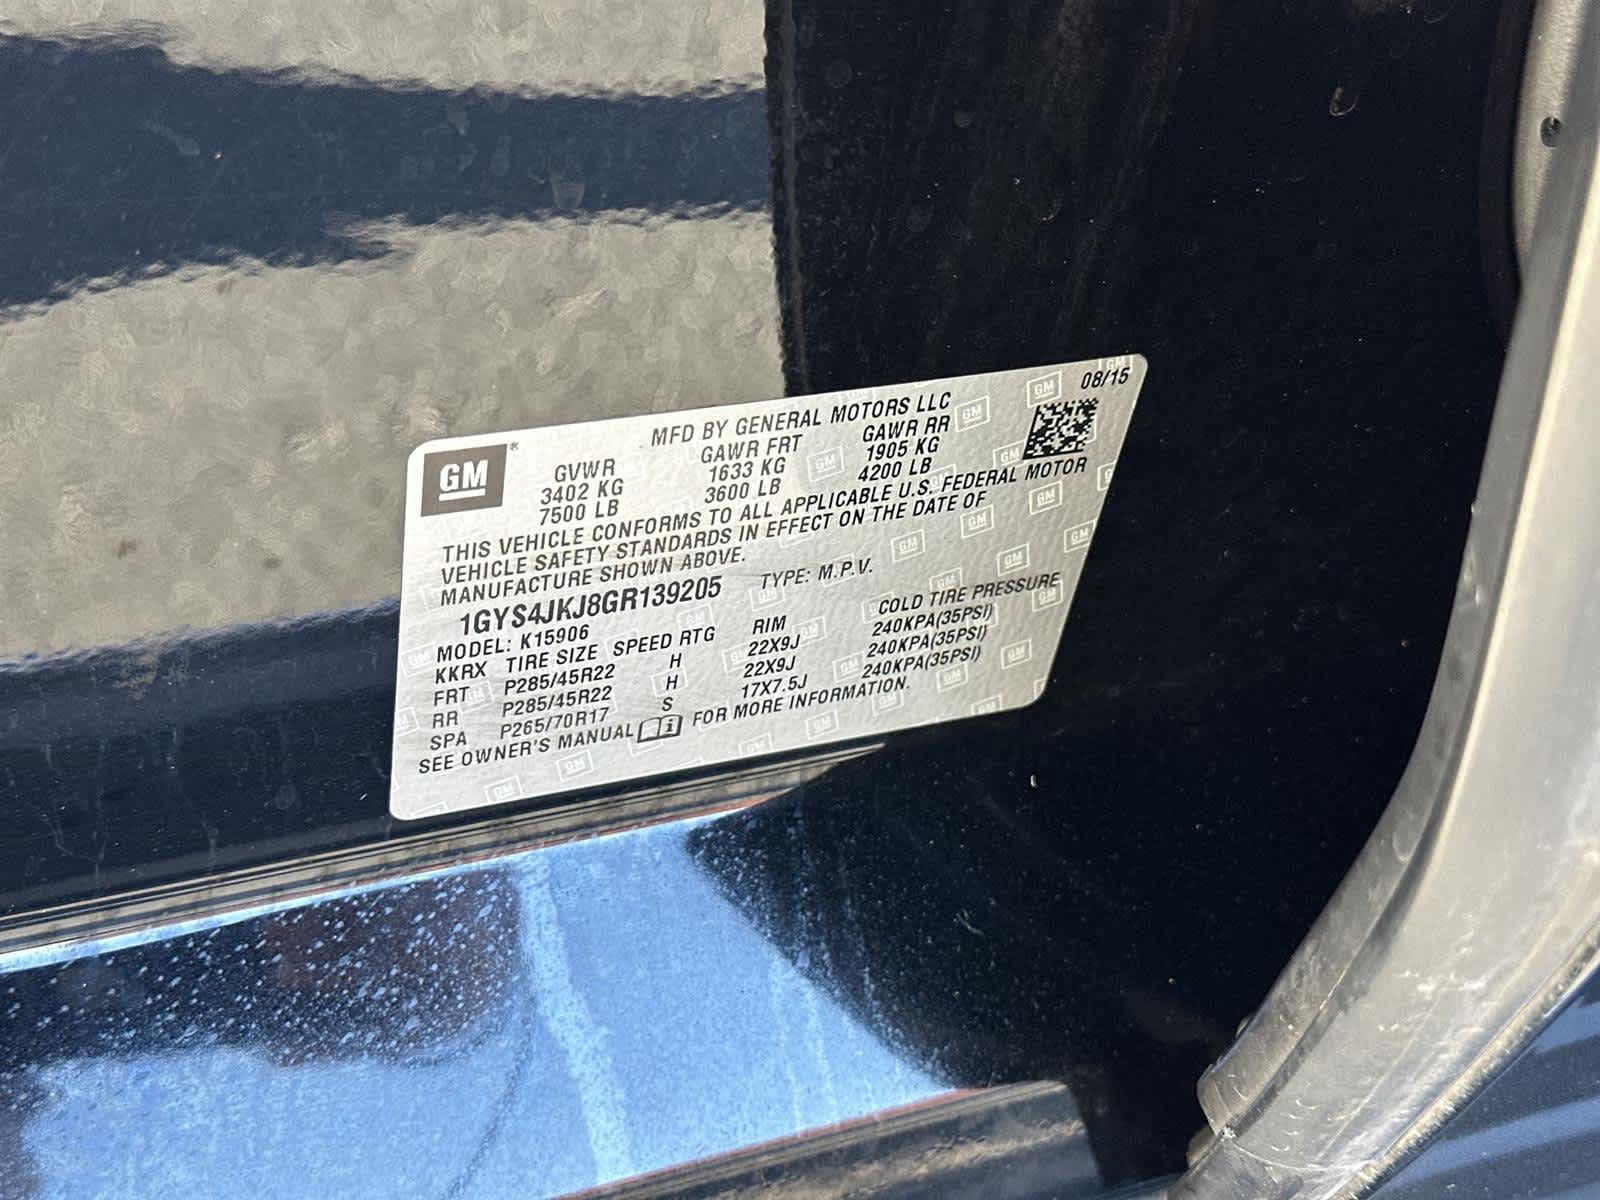 08/15
MFD BY GENERAL MOTORS LLC
GM®
GVWR GAWR FRT GAWR RR
3402 KG 1633 KG 1905 KG
7500 LB 3600 LB 4200 LB
THIS VEHICLE CONFORMS TO ALL APPLICABLE U.S. FEDERAL MOTOR
VEHICLE SAFETY STANDARDS IN EFFECT ON THE DATE OF
MANUFACTURE SHOWN ABOVE.
1GYS4JKJ8GR139205 TYPE: M.P.V.
MODEL: K15906
KKRX TIRE SIZE SPEED RTG RIM COLD TIRE PRESSURE
FRT P285/45R22 H 22X9J 240KPA(35PSI)
RR P285/45R22 H 22X9J 240KPA(35PSI)
SPA P265/70R17 S 17X7.5J 240KPA(35PSI)
SEE OWNER'S MANUAL FOR MORE INFORMATION.